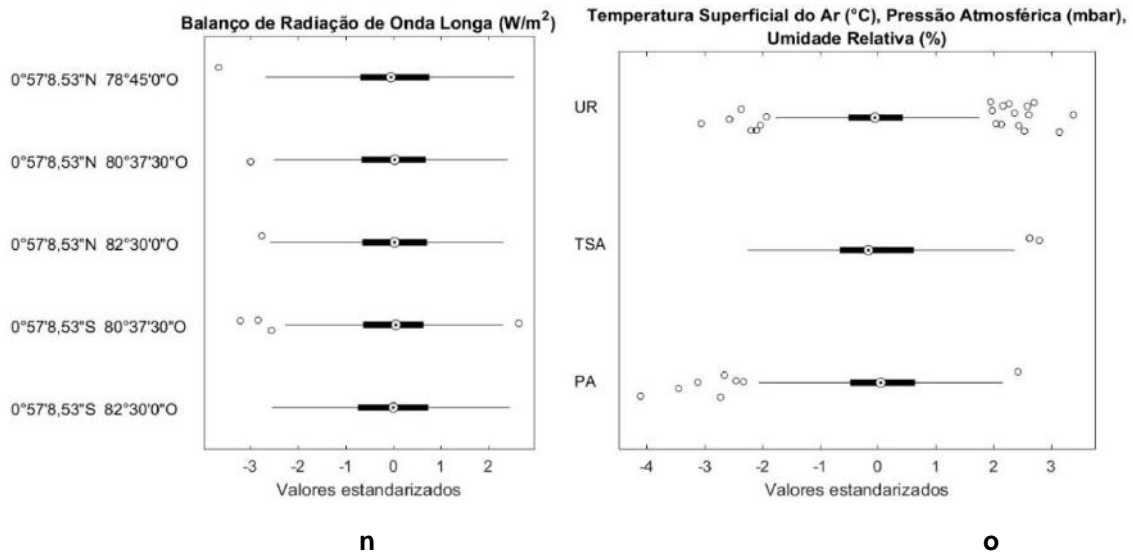 Balanço de Radiação de Onda Longa (W/m²)
0°57'8.53"N 78°45'0"O
0°57'8,53"N 80°37'30"O
0°57'8,53"N 82°30'0"O
0°57'8,53"S 80°37'30"O
0°57'8,53"S 82°30'0"O
-3 -2 -1 0 1 2
Valores estandarizados
n
Temperatura Superficial do Ar (°C), Pressão Atmosférica (mbar),
Umidade Relativa (%)
UR
TSA
PA
-4 -3 -2 -1 0 1 2 3
Valores estandarizados
o